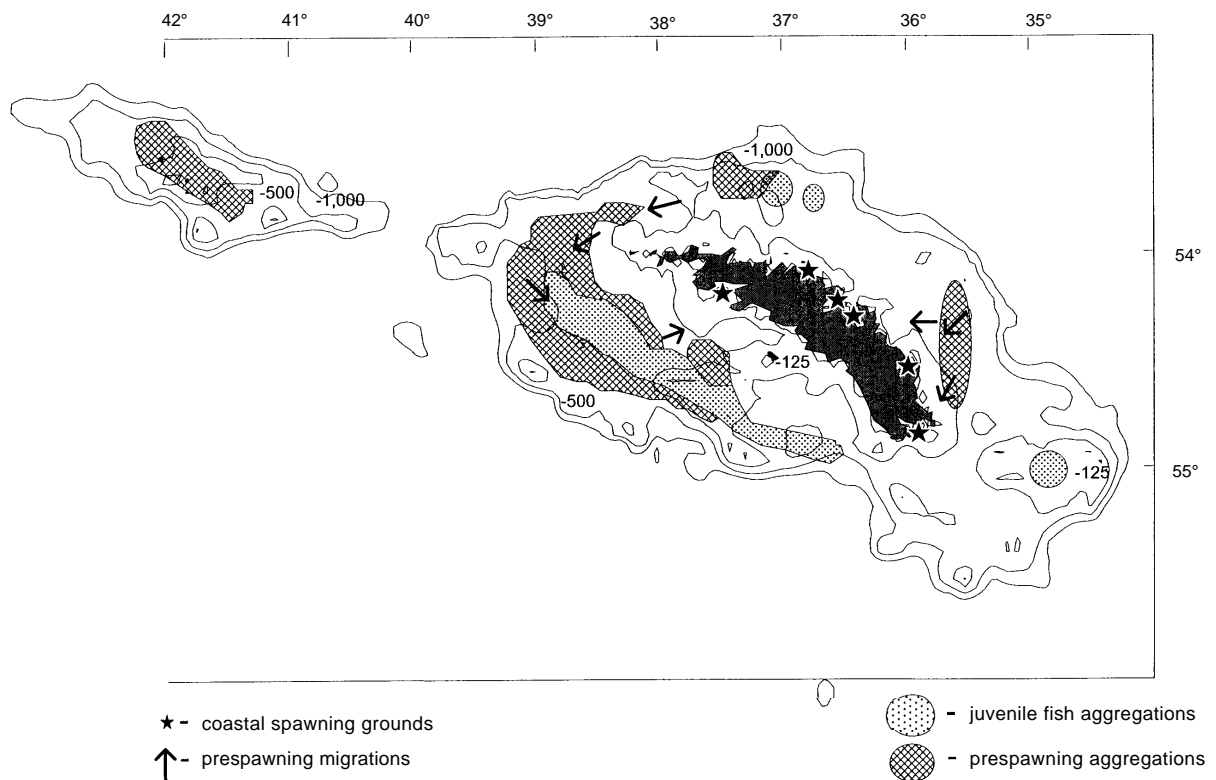 42° 41° 40° 39° 38° 37° 36° 35°
-1,000
-500
-1,000
54°
-125
-500
55°
-125
★ - coastal spawning grounds
↑ - prespawning migrations
- juvenile fish aggregations
- prespawning aggregations